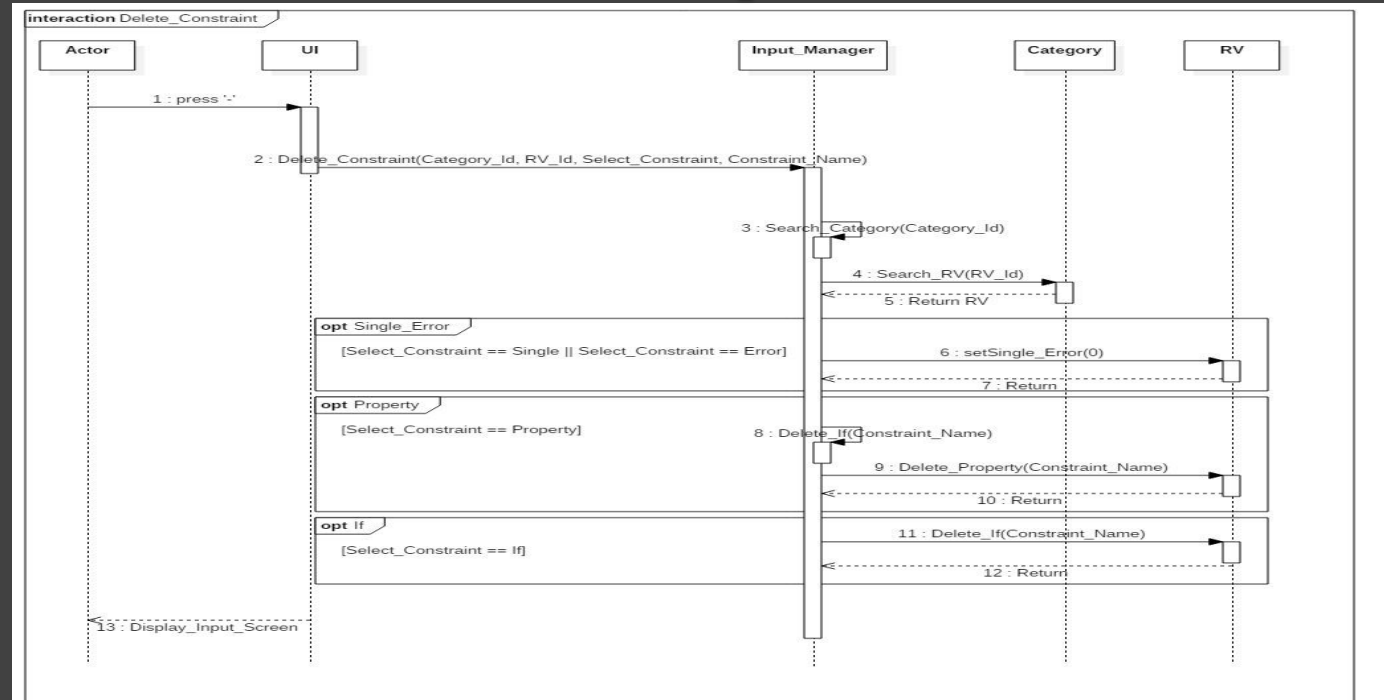 interaction Delete_Constraint
Actor
UI
Input_Manager
Category
RV
1 : press '-'
2 : Delete_Constraint(Category_Id, RV_Id, Select_Constraint, Constraint_Name)
3 : Search_Category(Category_Id)
4 : Search_RV(RV_Id)
5 : Return RV
opt Single_Error
[Select_Constraint == Single || Select_Constraint == Error]
6 : setSingle_Error(0)
7 : Return
opt Property
[Select_Constraint == Property]
8 : Delete_If(Constraint_Name)
9 : Delete_Property(Constraint_Name)
10 : Return
opt If
[Select_Constraint == If]
11 : Delete_If(Constraint_Name)
12 : Return
13 : Display_Input_Screen